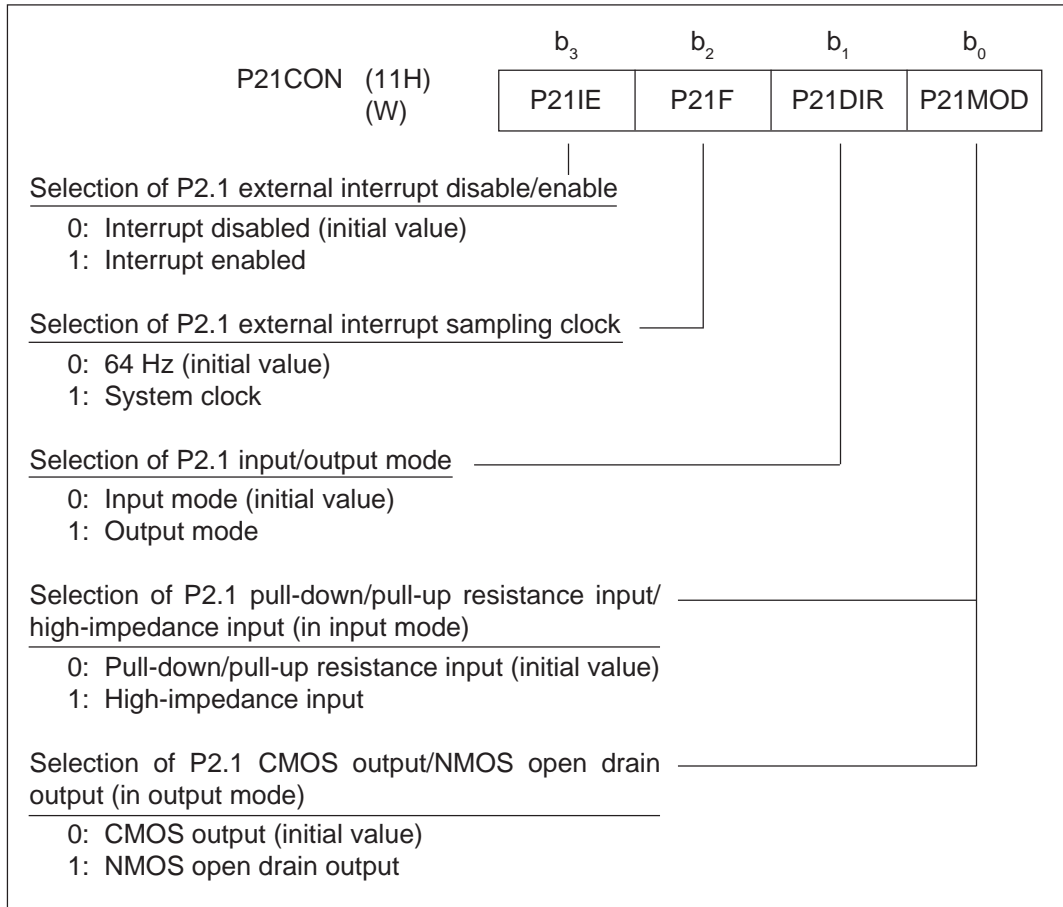 b3 b2 b1 b0
P21CON (11H)
(W)
P21IE P21F P21DIR P21MOD
Selection of P2.1 external interrupt disable/enable
0: Interrupt disabled (initial value)
1: Interrupt enabled
Selection of P2.1 external interrupt sampling clock
0: 64 Hz (initial value)
1: System clock
Selection of P2.1 input/output mode
0: Input mode (initial value)
1: Output mode
Selection of P2.1 pull-down/pull-up resistance input/
high-impedance input (in input mode)
0: Pull-down/pull-up resistance input (initial value)
1: High-impedance input
Selection of P2.1 CMOS output/NMOS open drain
output (in output mode)
0: CMOS output (initial value)
1: NMOS open drain output